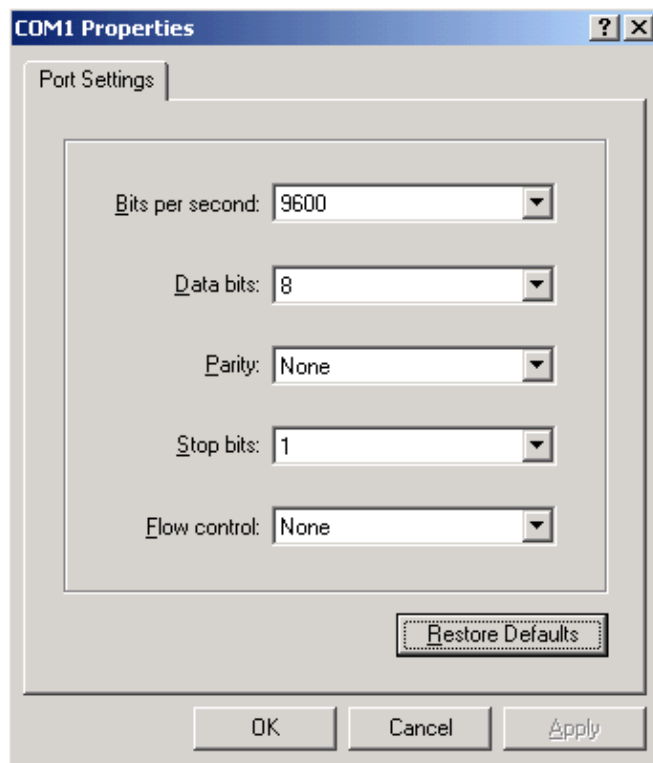 COM1 Properties
Port Settings
Bits per second: 9600
Data bits: 8
Parity: None
Stop bits: 1
Flow control: None
Restore Defaults
OK Cancel Apply